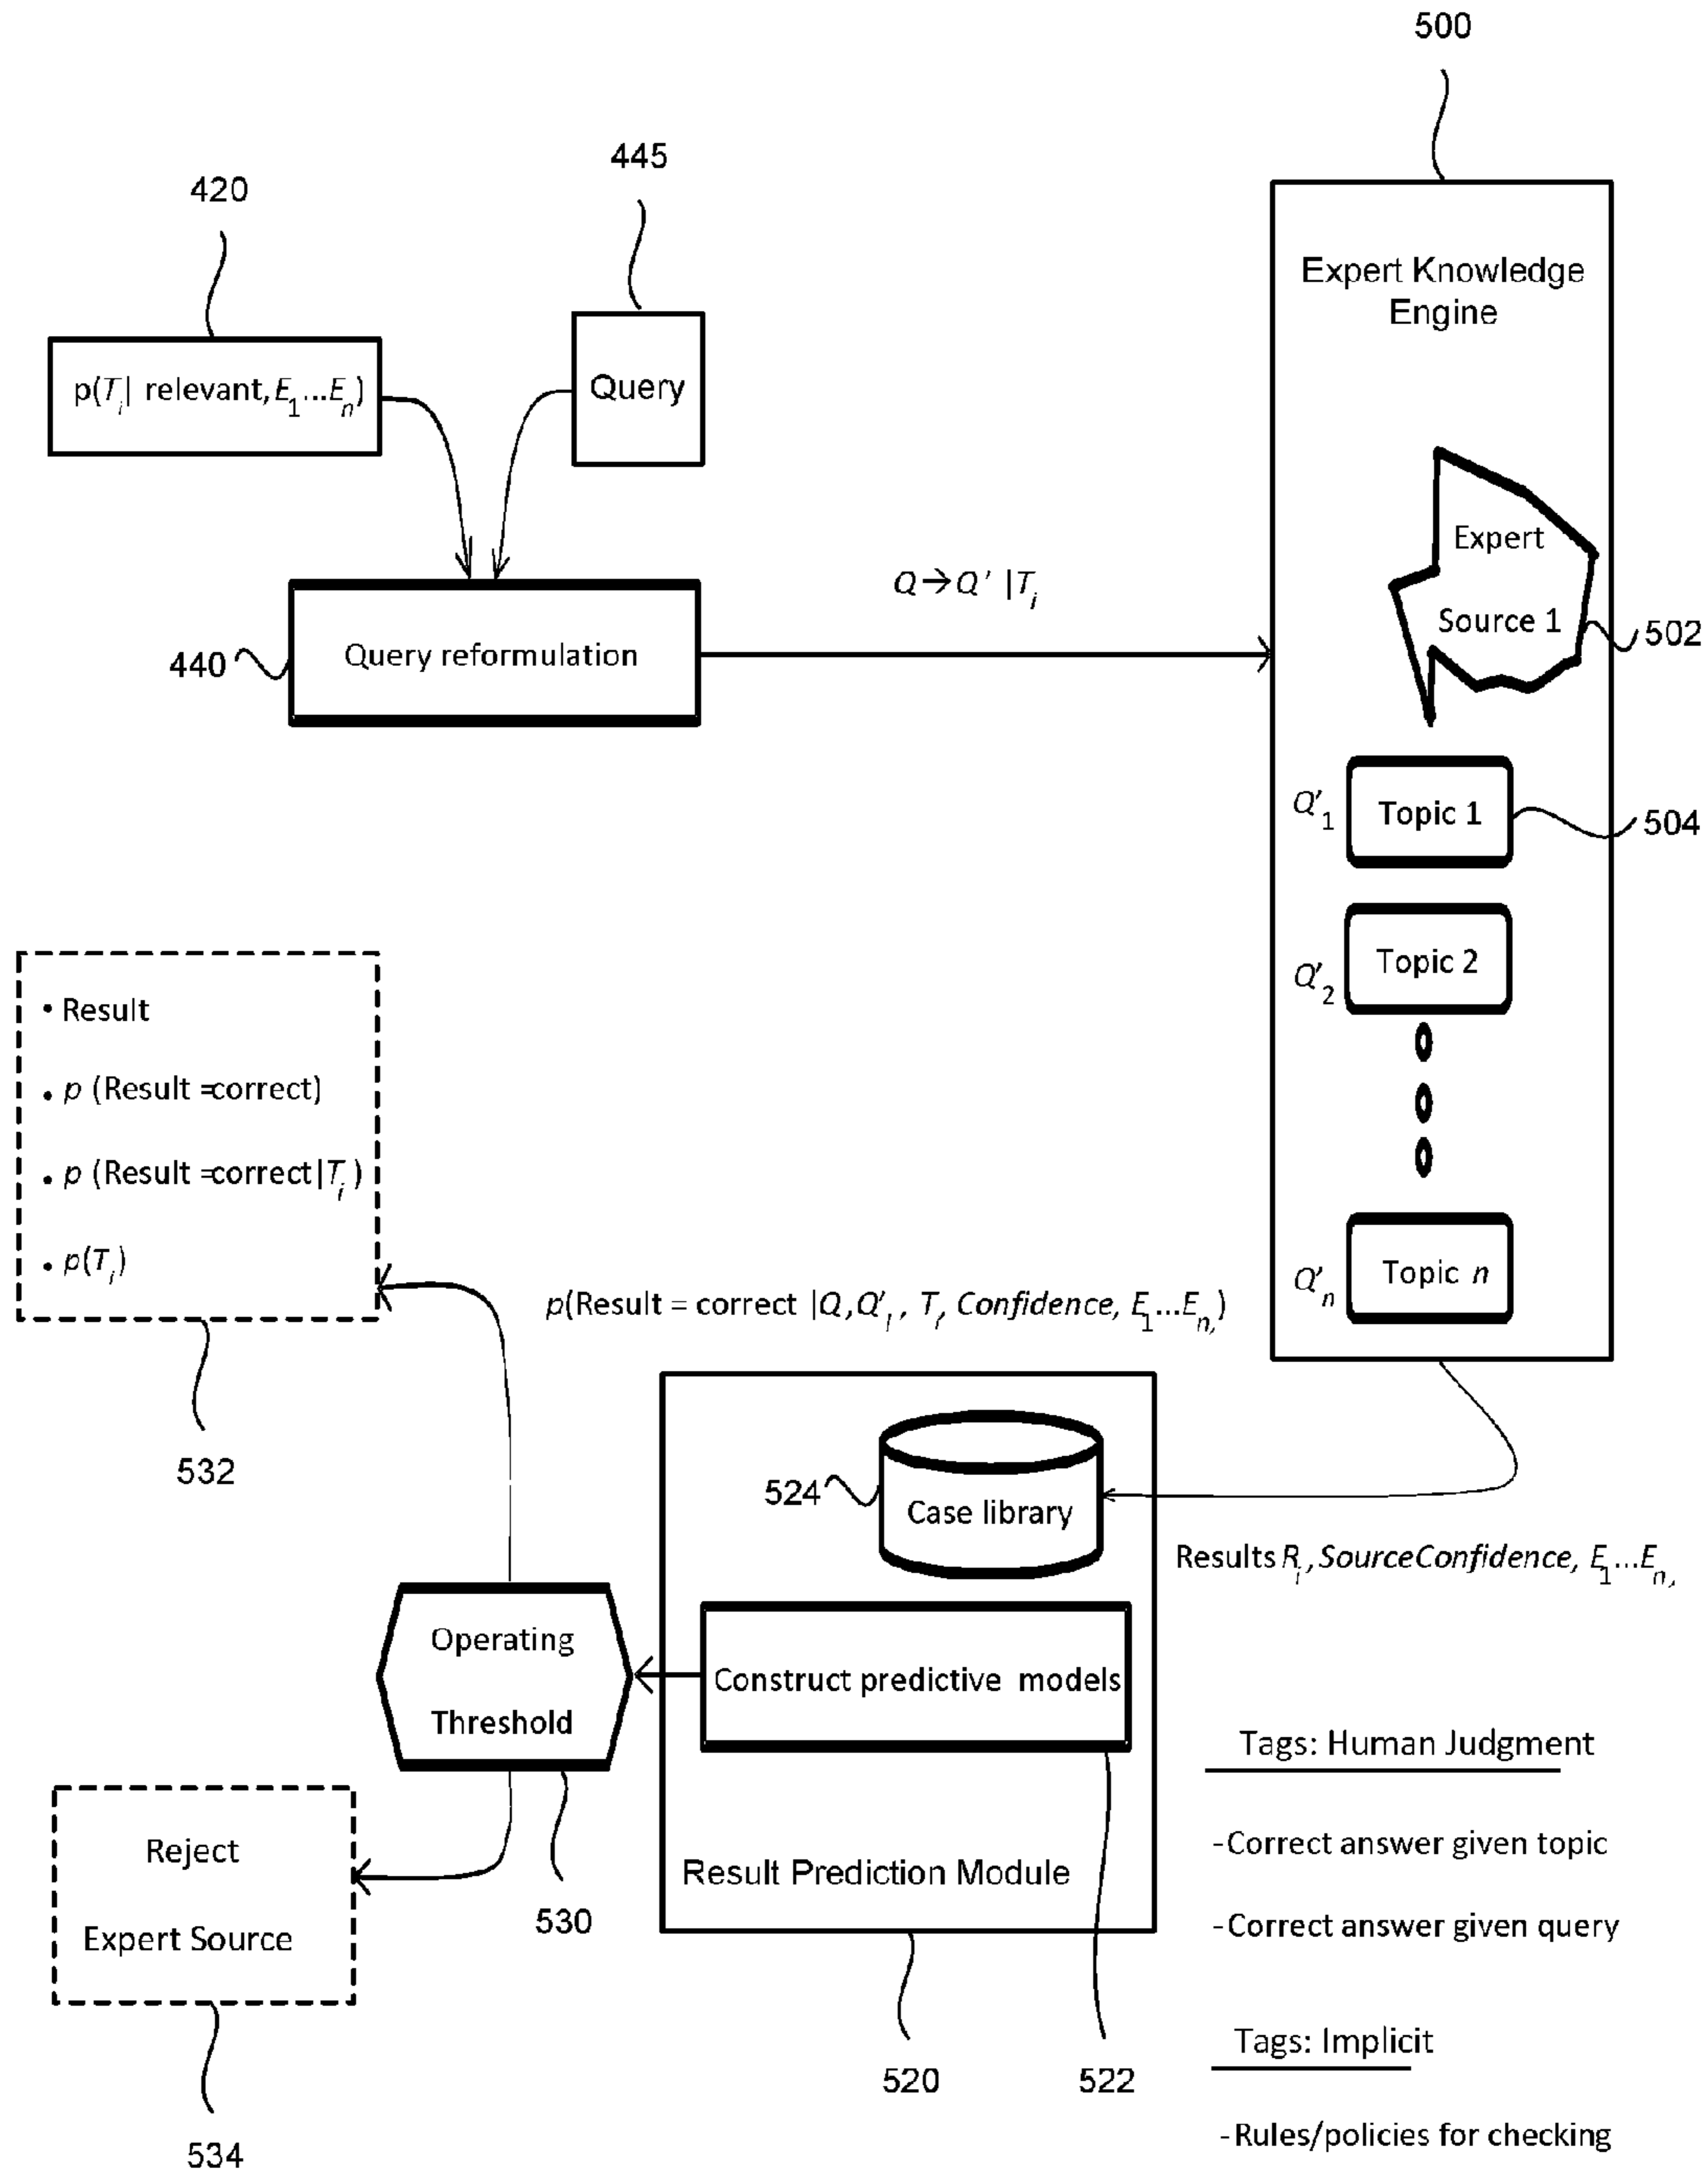 500
445
420
Expert Knowledge
Engine
p(Ti| relevant, E1...En)
Query
Expert
Q→Q' |Ti
Source 1
502
440
Query reformulation
Q'1
Topic 1
504
Q'2
Topic 2
• Result
• p (Result =correct)
• p (Result =correct|Ti)
• p(Ti)
Q'n
Topic n
p(Result = correct |Q,Q'i, Ti, Confidence, E1...En,)
532
524
Case library
Results Ri, SourceConfidence, E1...En,
Operating
Threshold
Construct predictive models
Tags: Human Judgment
-Correct answer given topic
-Correct answer given query
Reject
Expert Source
Result Prediction Module
530
Tags: Implicit
-Rules/policies for checking
520
522
534